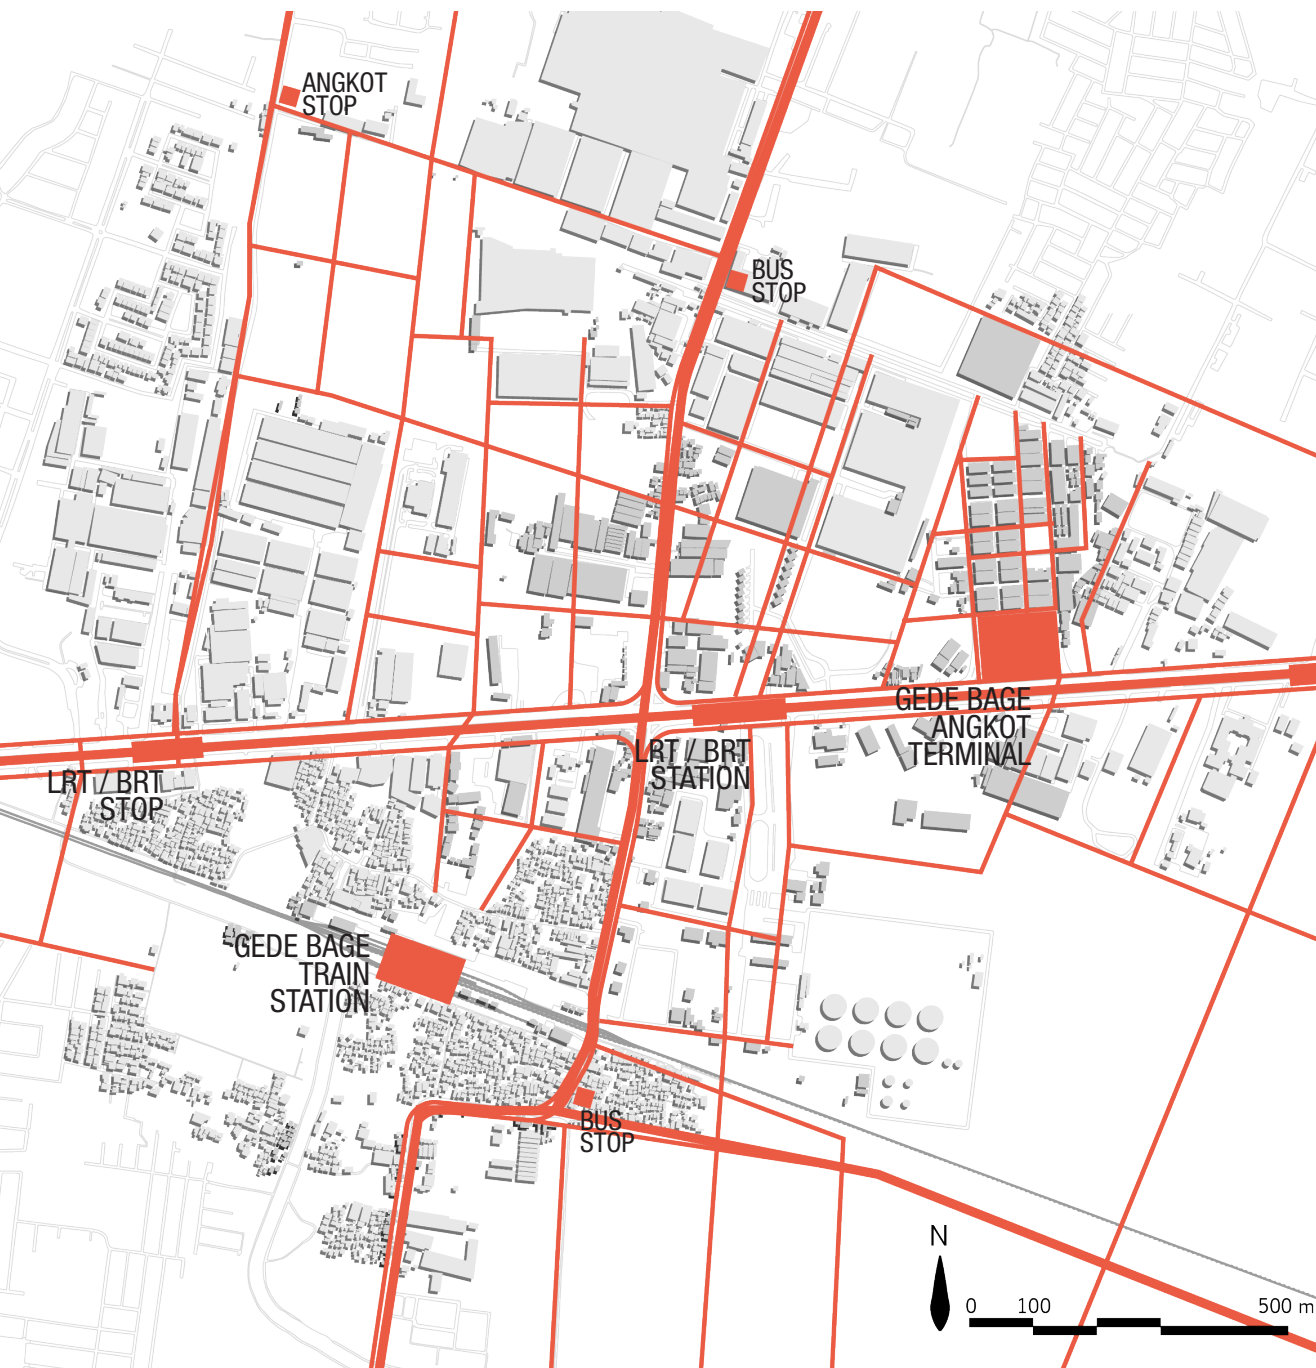 ANGKOT
STOP
BUS
STOP
GEDE BAGE
ANGKOT
TERMINAL
LRT / BRT
STATION
LRT / BRT
STOP
GEDE BAGE
TRAIN
STATION
BUS
STOP
N
0 100 500 m